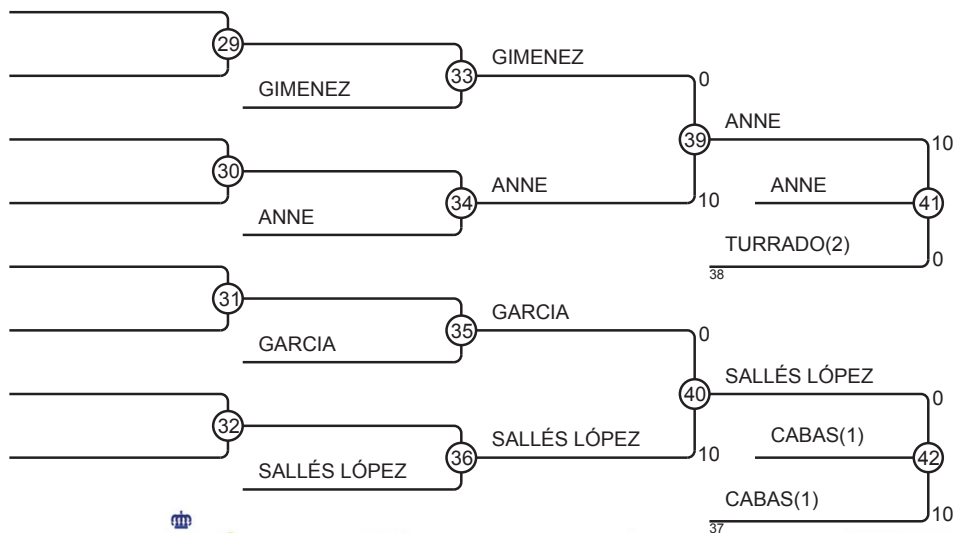 29
GIMENEZ
33
GIMENEZ
0
39
ANNE
10
30
ANNE
34
ANNE
10
ANNE
41
TURRADO(2)
38
0
31
GARCIA
35
GARCIA
0
40
SALLÉS LÓPEZ
0
32
SALLÉS LÓPEZ
36
SALLÉS LÓPEZ
10
CABAS(1)
42
CABAS(1)
37
10